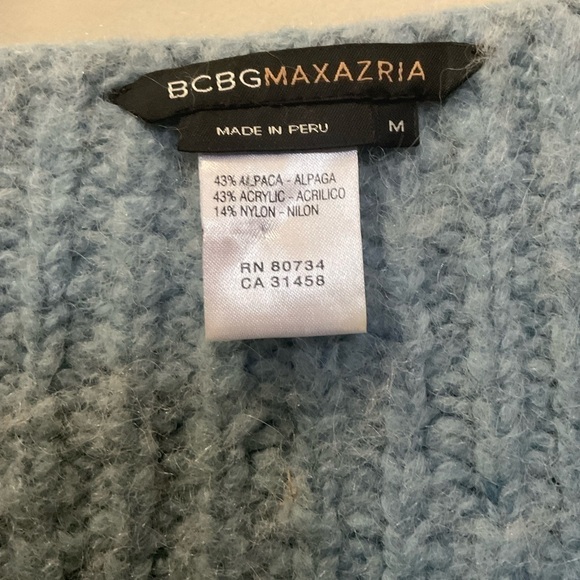 BCBGMAXAZRIA
MADE IN PERU M
43% ALPACA - ALPAGA
43% ACRYLIC - ACRILICO
14% NYLON - NILON
RN 80734
CA 31458